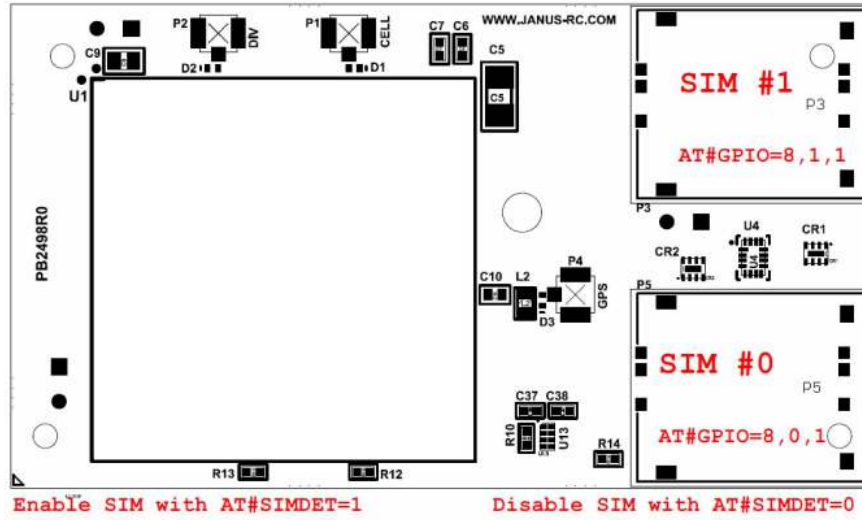 P2
DIV
P1
CELL
C7 C6
WWW.JANUS-RC.COM
C9
D2
D1
U1
C5
C5
SIM #1
P3
AT#GPIO=8,1,1
PB2498R0
P3
U4
U4
CR1
CR2
P4
GPS
C10
L2
D3
P5
SIM #0
P5
AT#GPIO=8,0,1
C37 C38
R10
U13
R14
R13
R12
Enable SIM with AT#SIMDET=1
Disable SIM with AT#SIMDET=0